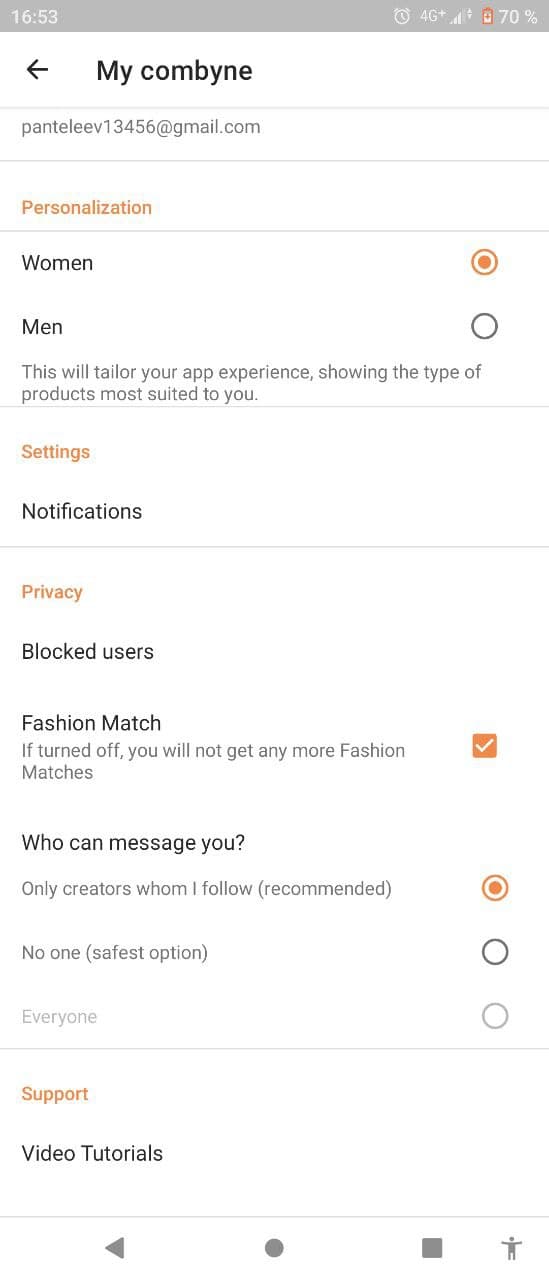 16:53 4G+ 70 %
My combyne
panteleev13456@gmail.com
Personalization
Women
Men
This will tailor your app experience, showing the type of
products most suited to you.
Settings
Notifications
Privacy
Blocked users
Fashion Match
If turned off, you will not get any more Fashion
Matches
Who can message you?
Only creators whom I follow (recommended)
No one (safest option)
Everyone
Support
Video Tutorials